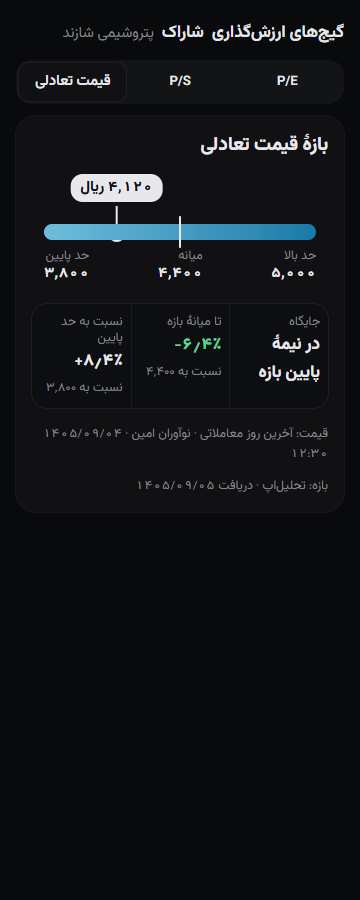 گیج‌های ارزش‌گذاری شاراک پتروشیمی شازند
P/E
P/S
قیمت تعادلی
بازهٔ قیمت تعادلی
۴,۱۲۰ ریال
حد بالا
میانه
حد پایین
۵,۰۰۰
۴,۴۰۰
۳,۸۰۰
جایگاه
در نیمهٔ
پایین بازه
تا میانهٔ بازه
-۶٫۴٪
نسبت به ۴,۴۰۰
نسبت به حد
پایین
+۸٫۴٪
نسبت به ۳,۸۰۰
قیمت: آخرین روز معاملاتی · نوآوران امین · ۱۴۰۵/۰۹/۰۴
۱۲:۳۰
بازه: تحلیل‌اپ · دریافت ۱۴۰۵/۰۹/۰۵